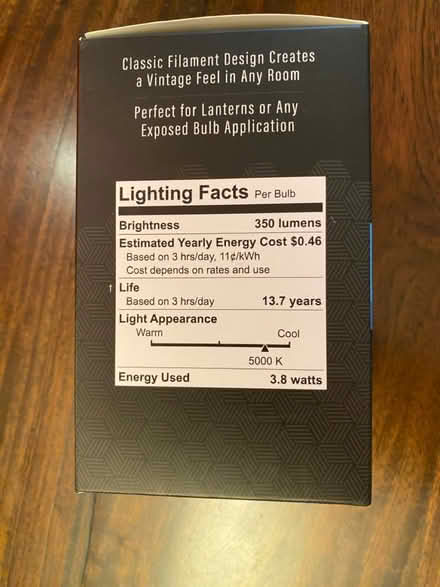 Classic Filament Design Creates
a Vintage Feel in Any Room
Perfect for Lanterns or Any
Exposed Bulb Application
Lighting Facts Per Bulb
Brightness 350 lumens
Estimated Yearly Energy Cost $0.46
Based on 3 hrs/day, 11¢/kWh
Cost depends on rates and use
† Life
Based on 3 hrs/day 13.7 years
Light Appearance
Warm Cool
5000 K
Energy Used 3.8 watts